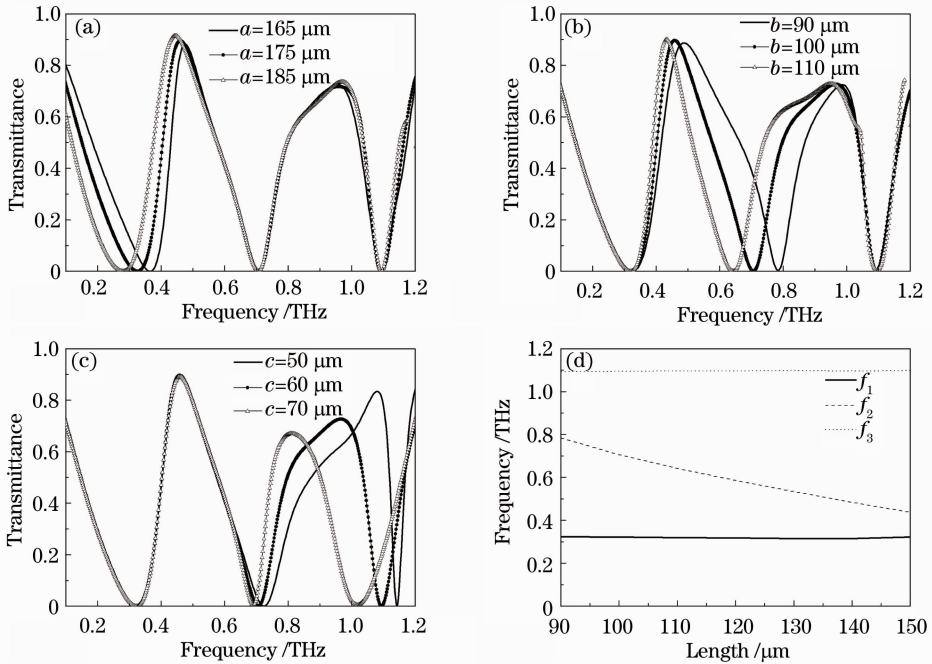 (a)
a=165 μm
a=175 μm
a=185 μm
1.0
0.8
0.6
0.4
0.2
0
Transmittance
0.2 0.4 0.6 0.8 1.0 1.2
Frequency /THz
(b)
b=90 μm
b=100 μm
b=110 μm
1.0
0.8
0.6
0.4
0.2
0
Transmittance
0.2 0.4 0.6 0.8 1.0 1.2
Frequency /THz
(c)
c=50 μm
c=60 μm
c=70 μm
1.0
0.8
0.6
0.4
0.2
0
Transmittance
0.2 0.4 0.6 0.8 1.0 1.2
Frequency /THz
(d)
f₁
f₂
f₃
1.2
1.0
0.8
0.6
0.4
0.2
0
Frequency /THz
90 100 110 120 130 140 150
Length /μm